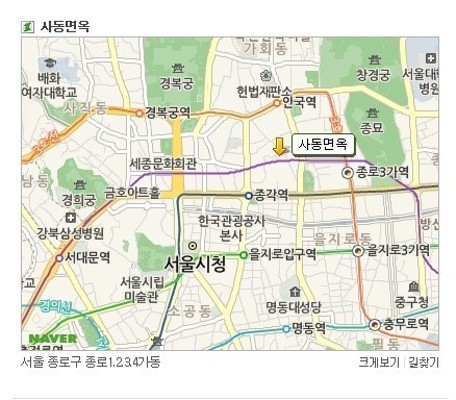 사동면옥
가회동
배화
여자대학교
경복궁
헌법재판소
창경궁
서울대
병원
사직동
경복궁역
안국역
종묘
세종문화회관
사동면옥
남동
경희궁
금호아트홀
종각역
종로3가역
강북삼성병원
한국관광공사
본사
방산
을지로동
서대문역
서울시청
을지로입구역
을지로3가역
서울시립
미술관
경의선
소공동
명동대성당
중구청
명동역
충무로역
NAVER
필동
서울 종로구 종로1.2.3.4가동
크게보기
길찾기